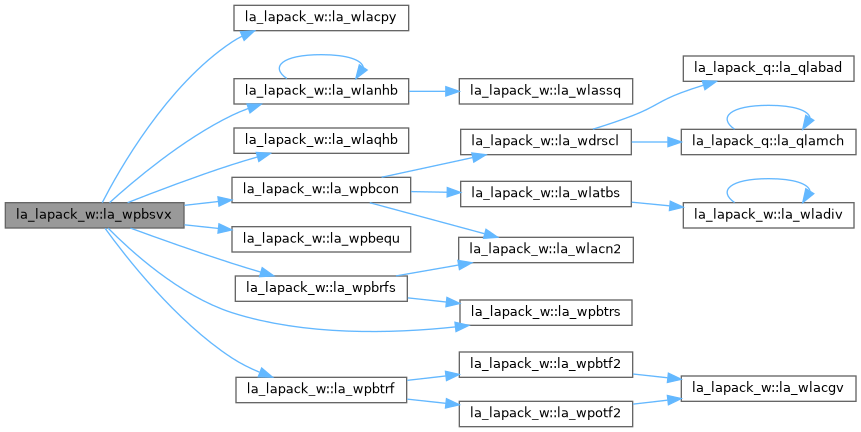 la_lapack_w::la_wpbsvx
la_lapack_w::la_wlacpy
la_lapack_w::la_wlanhb
la_lapack_w::la_wlassq
la_lapack_w::la_wlaqhb
la_lapack_w::la_wpbcon
la_lapack_w::la_wdrscl
la_lapack_q::la_qlabad
la_lapack_q::la_qlamch
la_lapack_w::la_wlatbs
la_lapack_w::la_wladiv
la_lapack_w::la_wlacn2
la_lapack_w::la_wpbequ
la_lapack_w::la_wpbrfs
la_lapack_w::la_wpbtrs
la_lapack_w::la_wpbtrf
la_lapack_w::la_wpbtf2
la_lapack_w::la_wlacgv
la_lapack_w::la_wpotf2